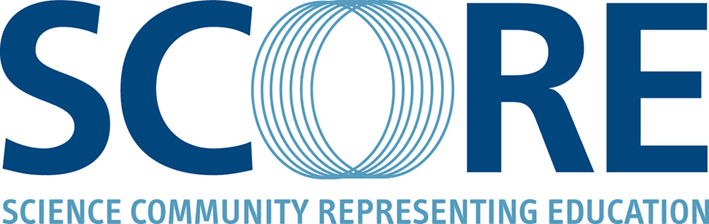 SCORE
SCIENCE COMMUNITY REPRESENTING EDUCATION